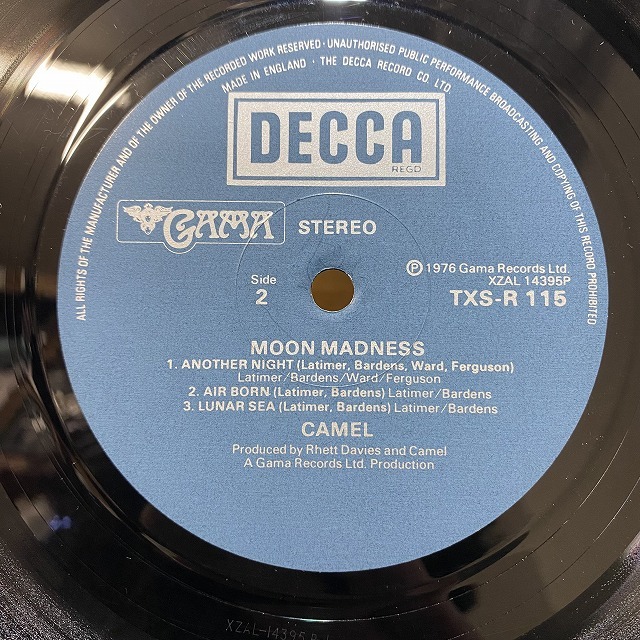 ALL RIGHTS OF THE MANUFACTURER AND OF THE OWNER OF THE RECORDED WORK RESERVED · UNAUTHORISED PUBLIC PERFORMANCE BROADCASTING AND COPYING OF THIS RECORD PROHIBITED
MADE IN ENGLAND · THE DECCA RECORD CO. LTD.
DECCA
REGD
GAMA
STEREO
Side
2
Ⓟ 1976 Gama Records Ltd.
XZAL 14395P
TXS-R 115
MOON MADNESS
1. ANOTHER NIGHT (Latimer, Bardens, Ward, Ferguson)
Latimer/Bardens/Ward/Ferguson
2. AIR BORN (Latimer, Bardens) Latimer/Bardens
3. LUNAR SEA (Latimer, Bardens) Latimer/Bardens
CAMEL
Produced by Rhett Davies and Camel
A Gama Records Ltd. Production
XZAL-14395